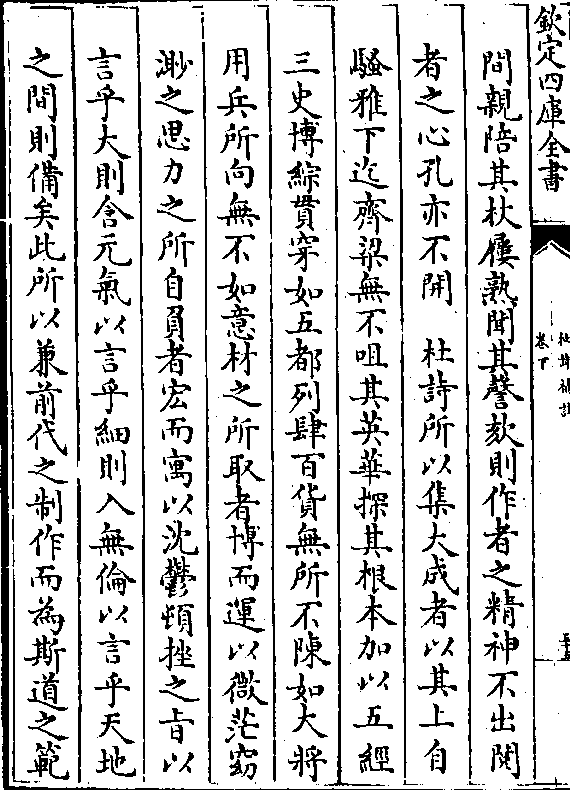 欽定四庫全書
杜詩補註
卷下
間親陪其杖屨熟聞其謦欬則作者之精神不出閱
者之心孔亦不開　杜詩所以集大成者以其上自
騷雅下迄齊梁無不咀其英華探其根本加以五經
三史博綜貫穿如五都列肆百貨無所不陳如大將
用兵所向無不如意材之所取者博而運以微茫窈
渺之思力之所自負者宏而寓以沈鬱頓挫之旨以
言乎大則含元氣以言乎細則入無倫以言乎天地
之間則備矣此所以兼前代之制作而為斯道之範